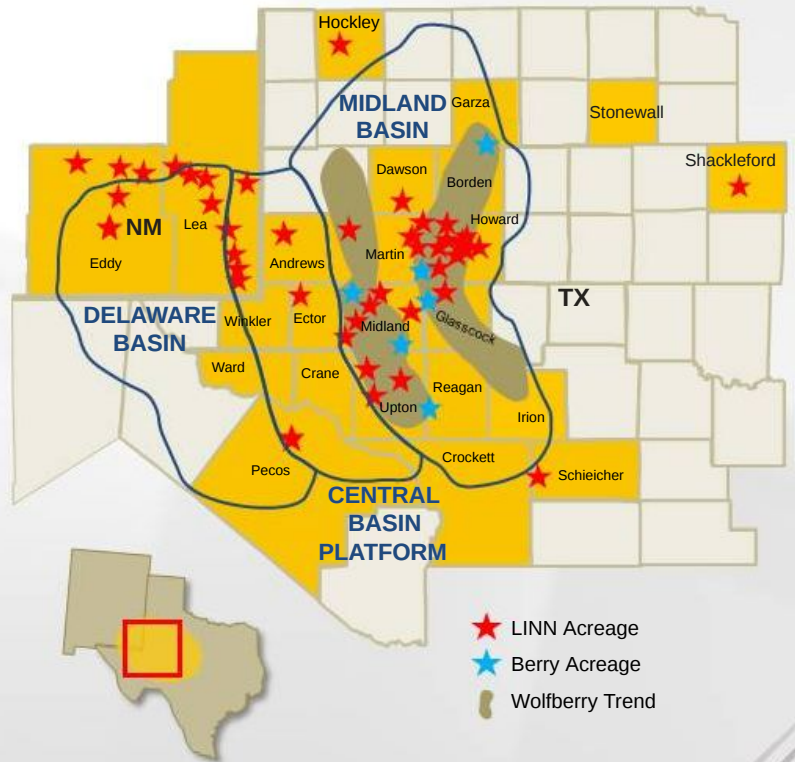 Hockley
MIDLAND
BASIN
Garza
Stonewall
Shackleford
Dawson
Borden
NM
Lea
Eddy
Howard
Martin
Andrews
TX
DELAWARE
BASIN
Winkler
Ector
Midland
Glasscock
Ward
Crane
Reagan
Upton
Irion
Pecos
Crockett
Schieicher
CENTRAL
BASIN
PLATFORM
LINN Acreage
Berry Acreage
Wolfberry Trend